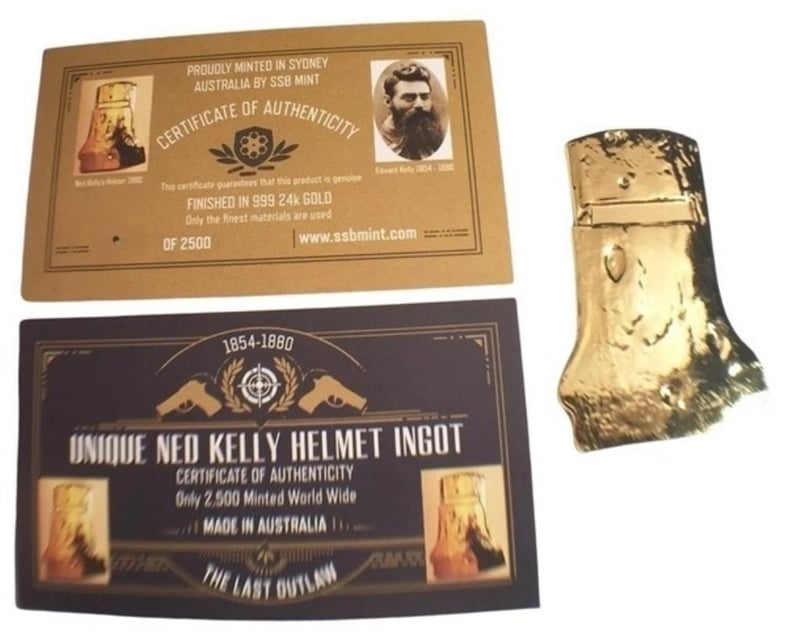 PROUDLY MINTED IN SYDNEY
AUSTRALIA BY SSB MINT
CERTIFICATE OF AUTHENTICITY
Ned Kelly's Helmet 1880
Edward Kelly 1854 - 1880
This certificate guarantees that this product is genuine
FINISHED IN 999 24k GOLD
Only the finest materials are used
OF 2500
www.ssbmint.com
1854-1880
UNIQUE NED KELLY HELMET INGOT
CERTIFICATE OF AUTHENTICITY
Only 2,500 Minted World Wide
MADE IN AUSTRALIA
THE LAST OUTLAW